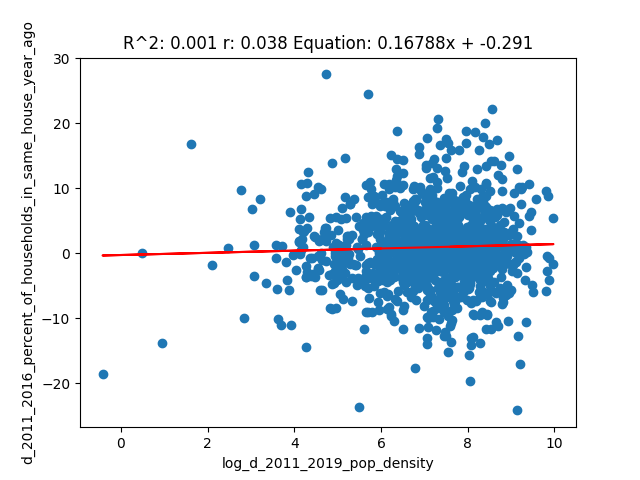 R^2: 0.001 r: 0.038 Equation: 0.16788x + -0.291
d_2011_2016_percent_of_households_in_same_house_year_ago
30
20
10
0
−10
−20
0 2 4 6 8 10
log_d_2011_2019_pop_density